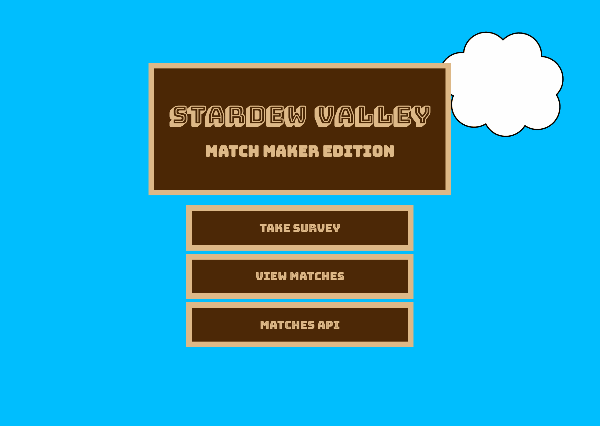 STARDEW VALLEY
MATCH MAKER EDITION
TAKE SURVEY
VIEW MATCHES
MATCHES API